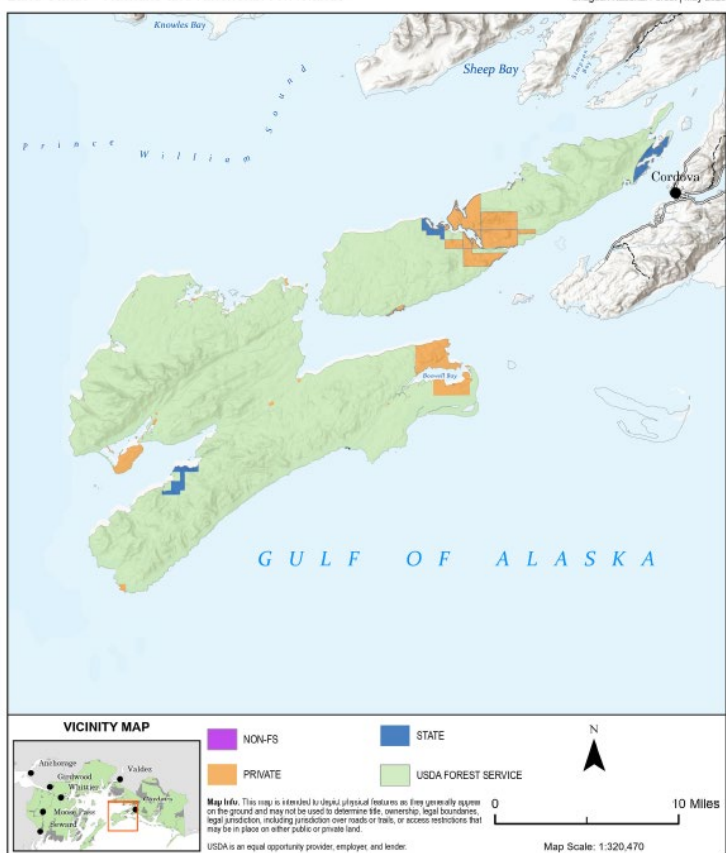 Knowles Bay
Sheep Bay
Simpson Bay
Prince William Sound
Cordova
Boswell Bay
GULF OF ALASKA
VICINITY MAP
Anchorage
Girdwood
Whittier
Valdez
Cordova
Moose Pass
Seward
NON-FS
STATE
PRIVATE
USDA FOREST SERVICE
Map Info. This map is intended to depict physical features as they generally appear
on the ground and may not be used to determine title, ownership, legal boundaries,
legal jurisdiction, including jurisdiction over roads or trails, or access restrictions that
may be in place on either public or private land.
USDA is an equal opportunity provider, employer, and lender.
N
0 10 Miles
Map Scale: 1:320,470